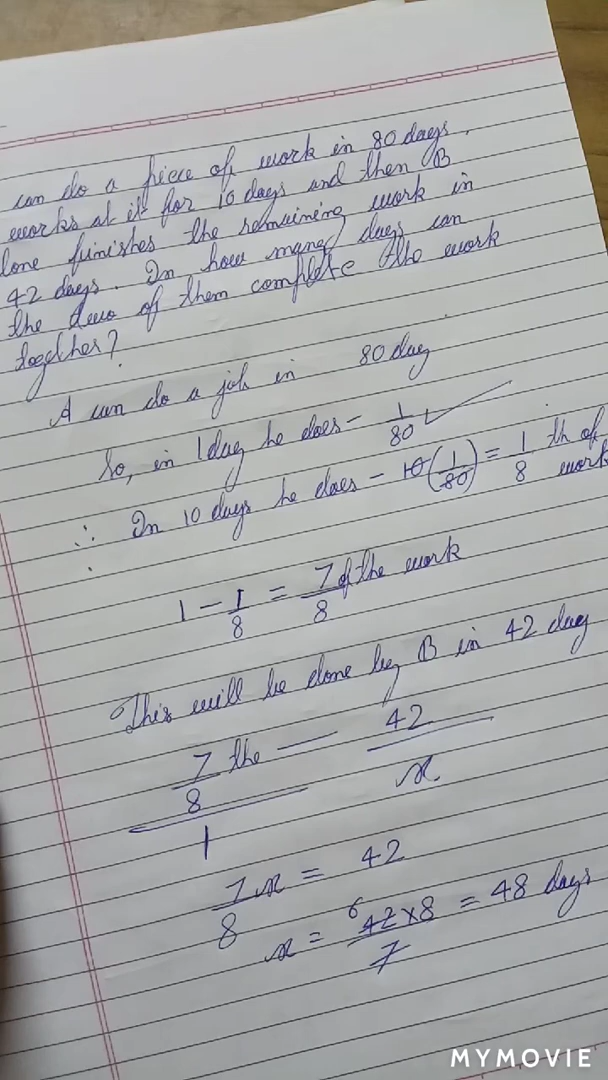 can do a piece of work in 80 days.
works at it for 10 days and then B
lone funishes the remaining work in
42 days. In how many days can
the two of them complete the work
together?
A can do a job in 80 day
So, in 1 day he does - 1/80 ✓
∴ In 10 days he does - 10(1/80) = 1/8 th of work
1 - 1/8 = 7/8 of the work
This will be done by B in 42 day
7/8 the — 42
1 x
7/8 x = 42
x = 42 6 × 8 / 7 = 48 days
MYMOVIE